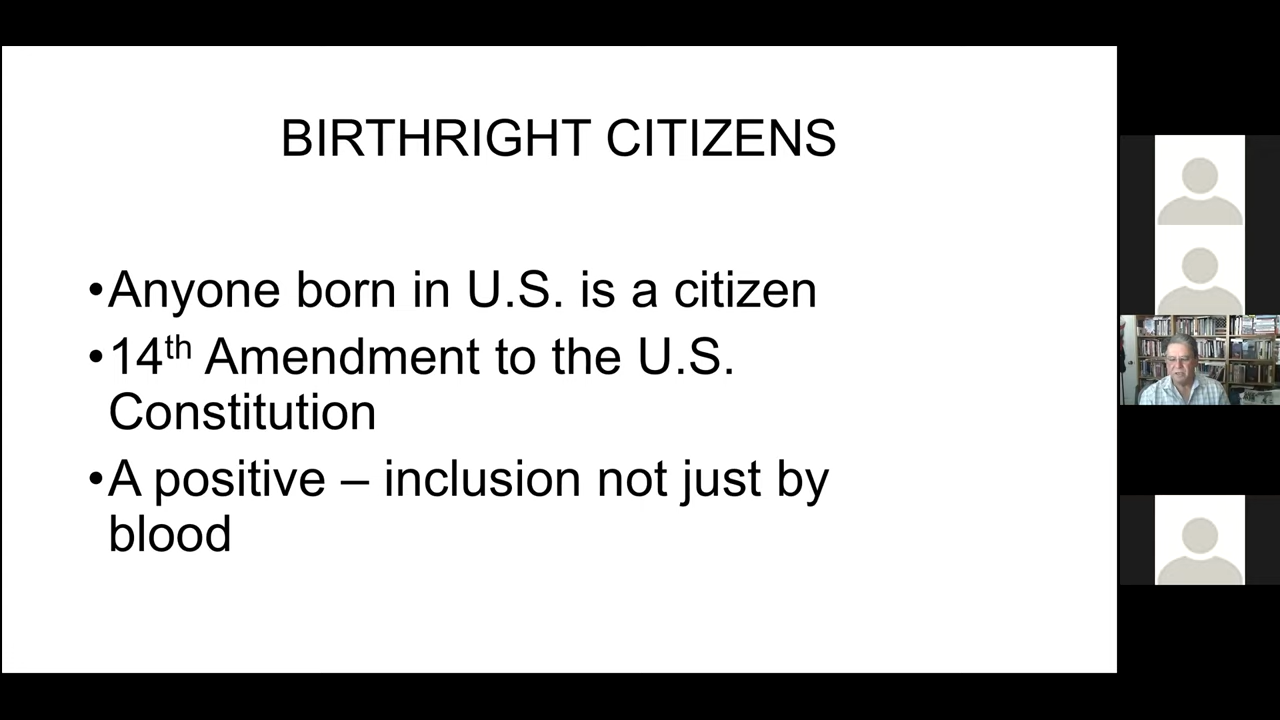 BIRTHRIGHT CITIZENS
•Anyone born in U.S. is a citizen
•14th Amendment to the U.S.
Constitution
•A positive – inclusion not just by
blood